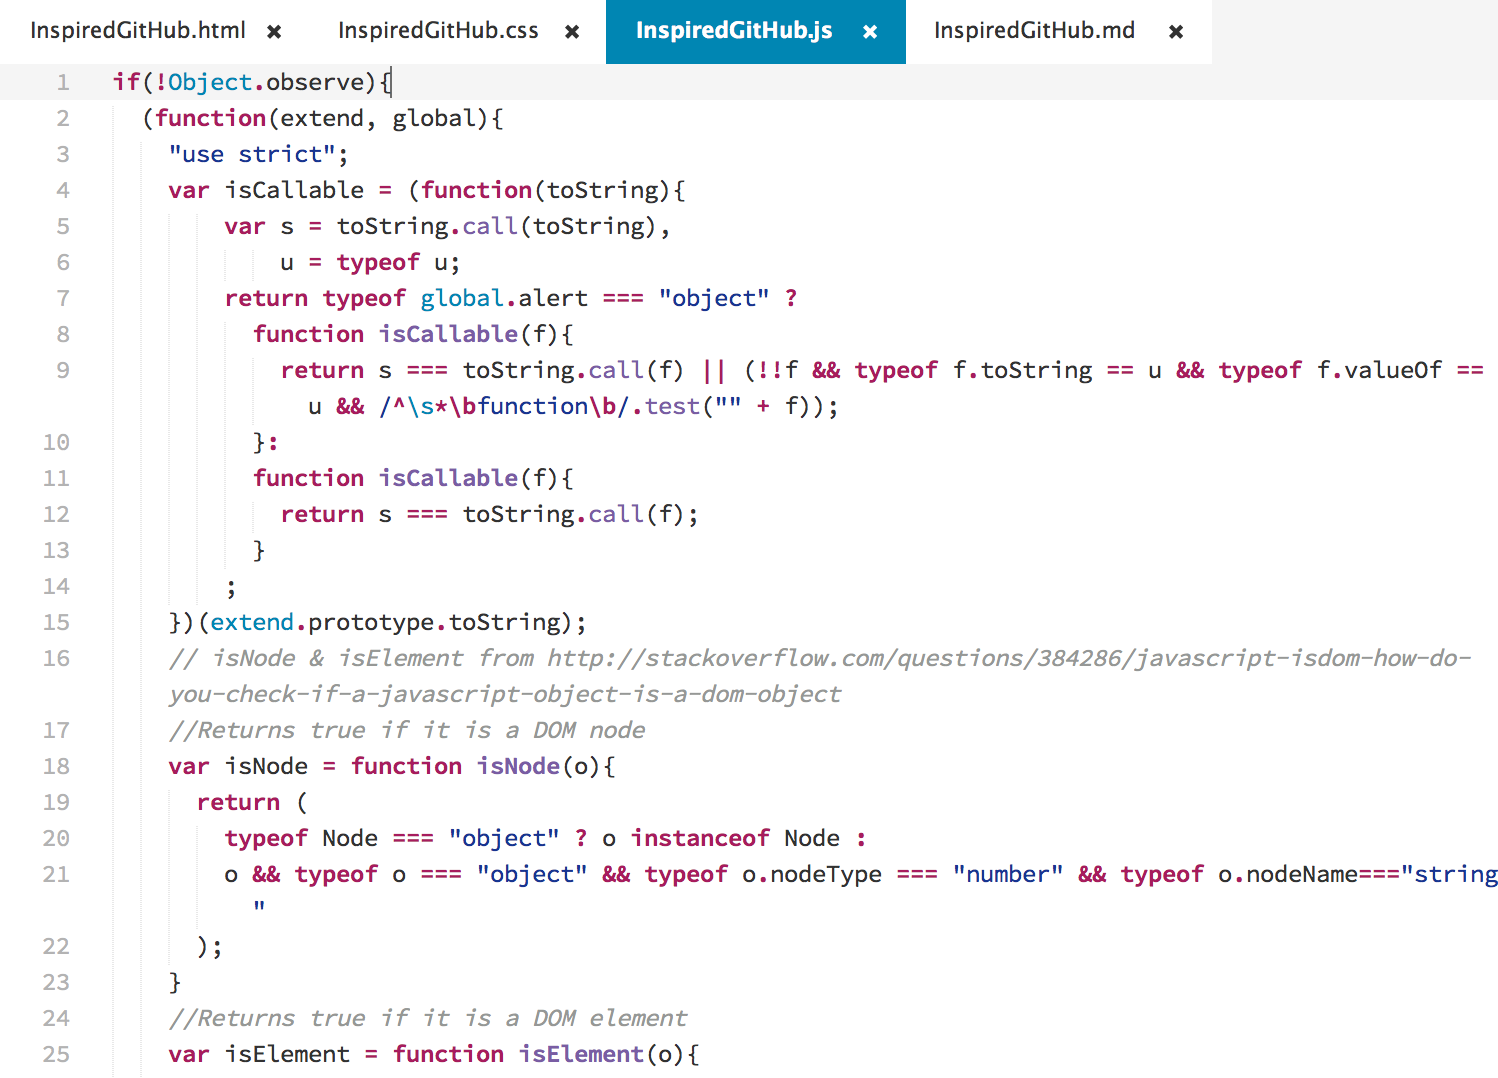 InspiredGitHub.html ✖ InspiredGitHub.css ✖ InspiredGitHub.js ✖ InspiredGitHub.md ✖
1 if(!Object.observe){
2 (function(extend, global){
3 "use strict";
4 var isCallable = (function(toString){
5 var s = toString.call(toString),
6 u = typeof u;
7 return typeof global.alert === "object" ?
8 function isCallable(f){
9 return s === toString.call(f) || (!!f && typeof f.toString == u && typeof f.valueOf ==
u && /^\s*\bfunction\b/.test("" + f));
10 }:
11 function isCallable(f){
12 return s === toString.call(f);
13 }
14 ;
15 })(extend.prototype.toString);
16 // isNode & isElement from http://stackoverflow.com/questions/384286/javascript-isdom-how-do-
you-check-if-a-javascript-object-is-a-dom-object
17 //Returns true if it is a DOM node
18 var isNode = function isNode(o){
19 return (
20 typeof Node === "object" ? o instanceof Node :
21 o && typeof o === "object" && typeof o.nodeType === "number" && typeof o.nodeName==="string
"
22 );
23 }
24 //Returns true if it is a DOM element
25 var isElement = function isElement(o){